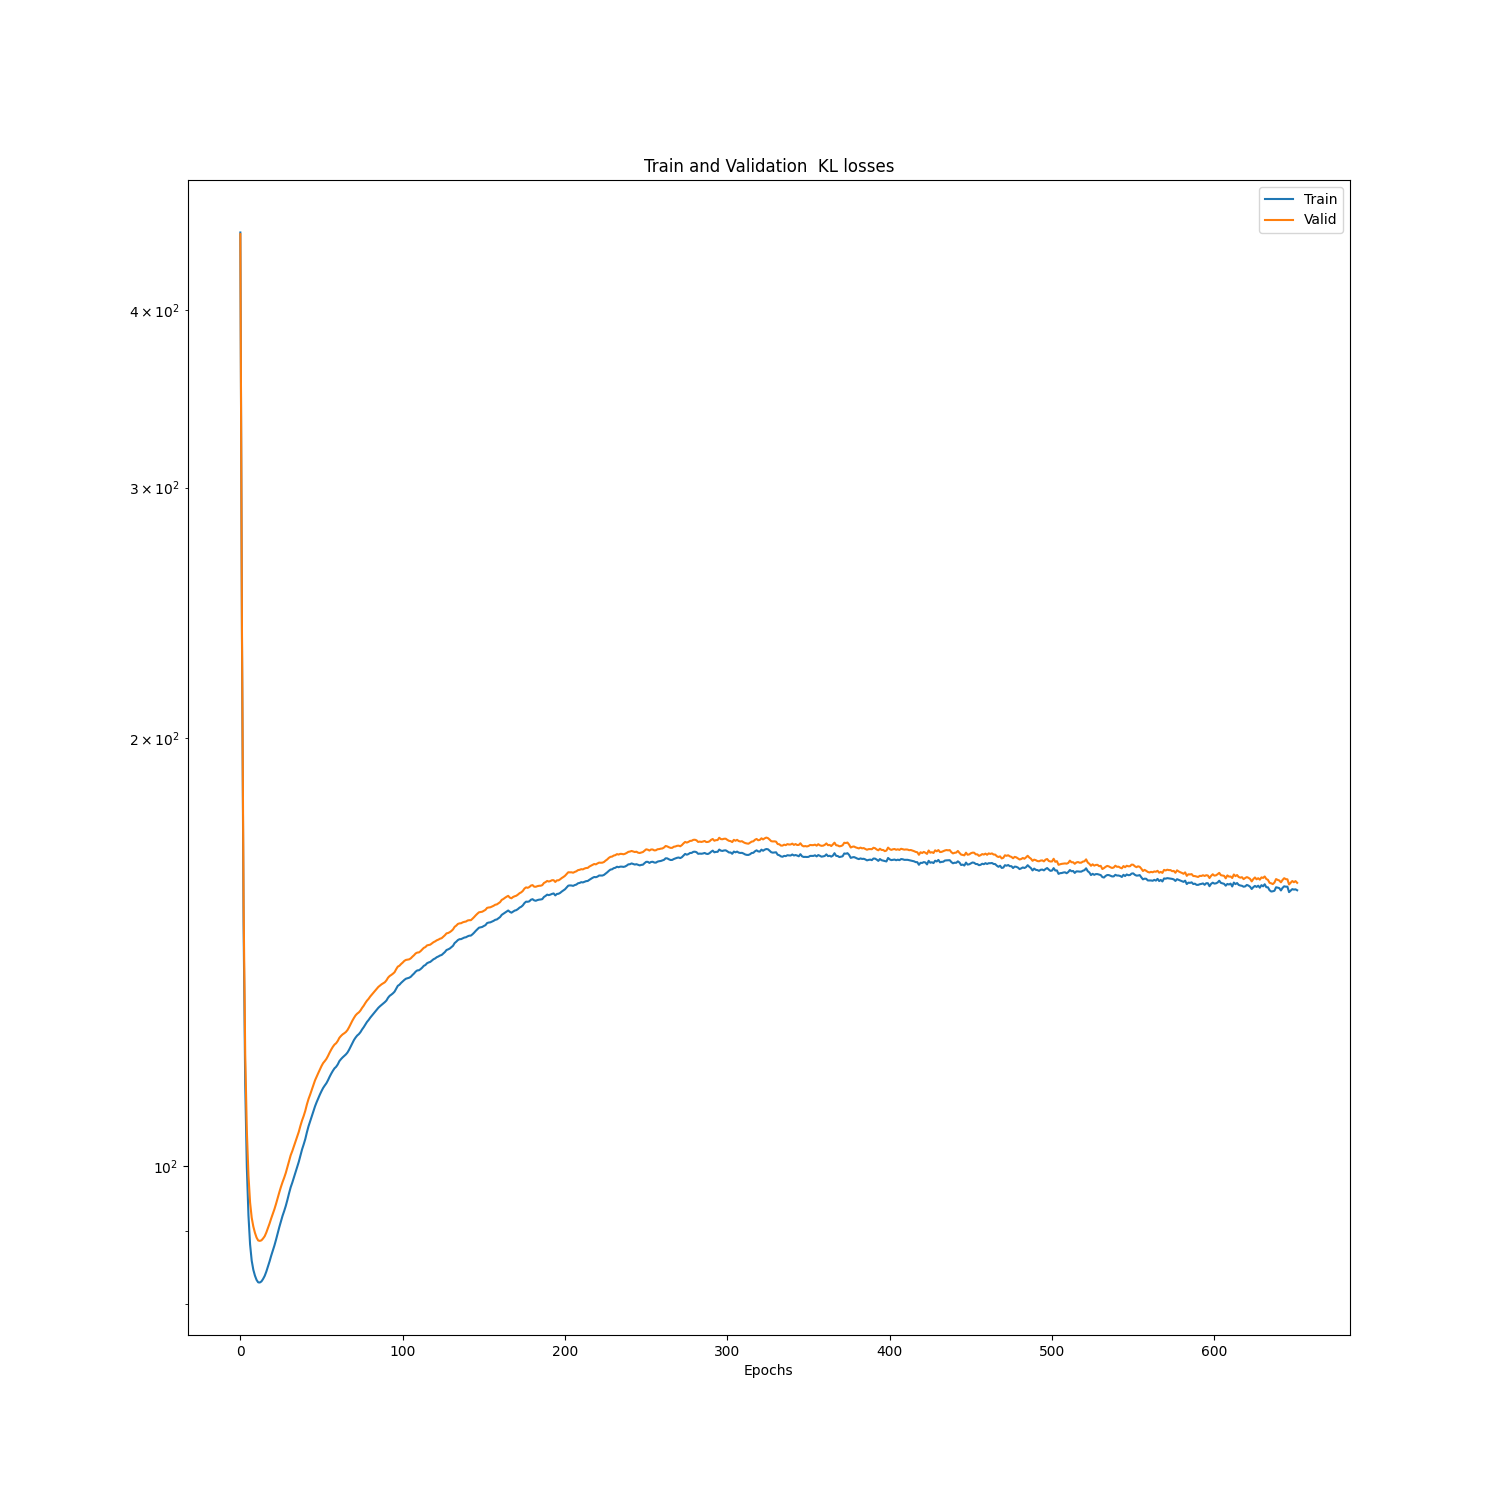 Train and Validation  KL losses
Train
Valid
4 × 10²
3 × 10²
2 × 10²
10²
0 100 200 300 400 500 600
Epochs